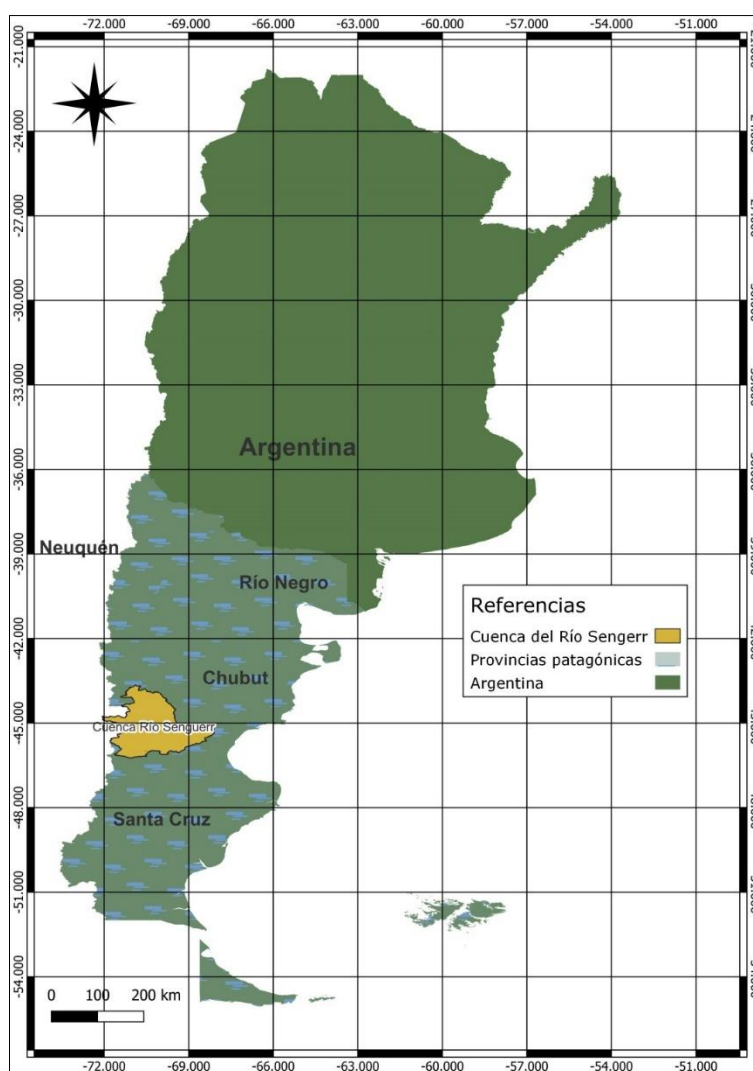 -72.000 -69.000 -66.000 -63.000 -60.000 -57.000 -54.000 -51.000
-21.000
-24.000
-27.000
-30.000
-33.000
Argentina
-36.000
Neuquén
-39.000
Río Negro
Referencias
Cuenca del Río Sengerr
Provincias patagónicas
Argentina
-42.000
Chubut
-45.000
Cuenca Río Senguerr
-48.000
Santa Cruz
-51.000
-54.000
0 100 200 km
-72.000 -69.000 -66.000 -63.000 -60.000 -57.000 -54.000 -51.000